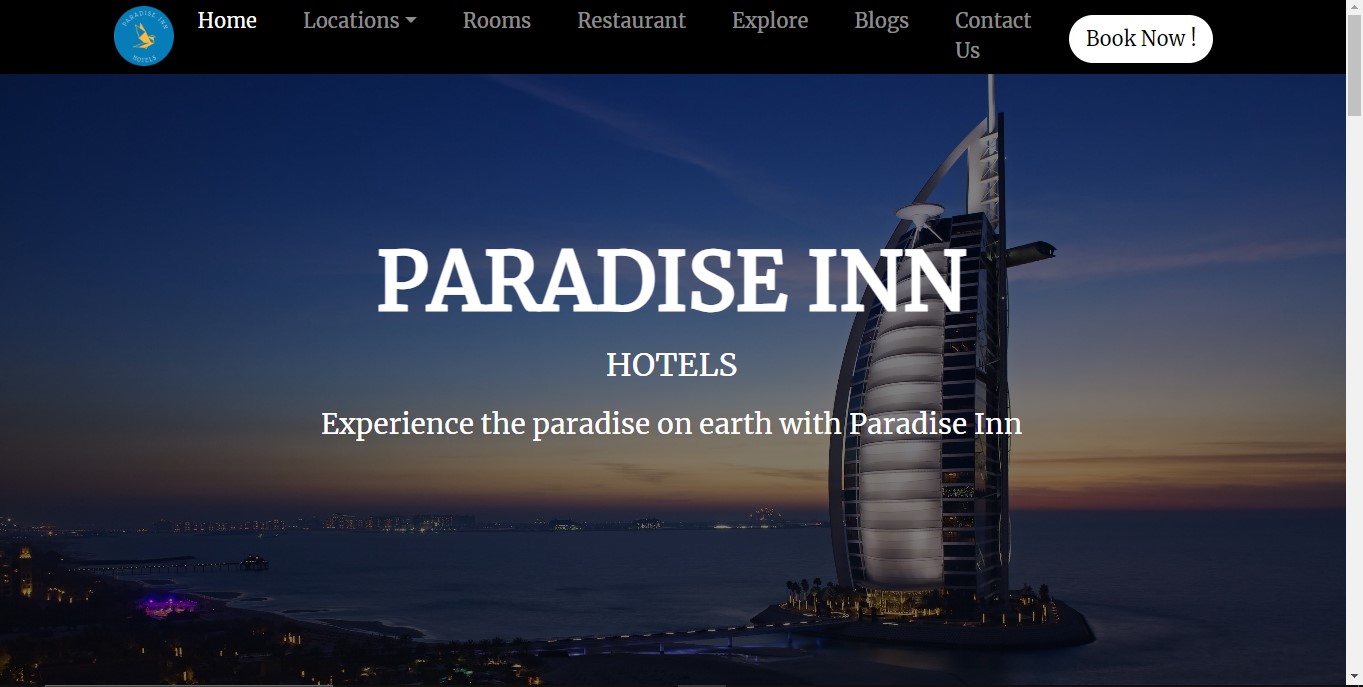 PARADISE INN
HOTELS
Home
Locations
Rooms
Restaurant
Explore
Blogs
Contact
Us
Book Now !
PARADISE INN
HOTELS
Experience the paradise on earth with Paradise Inn